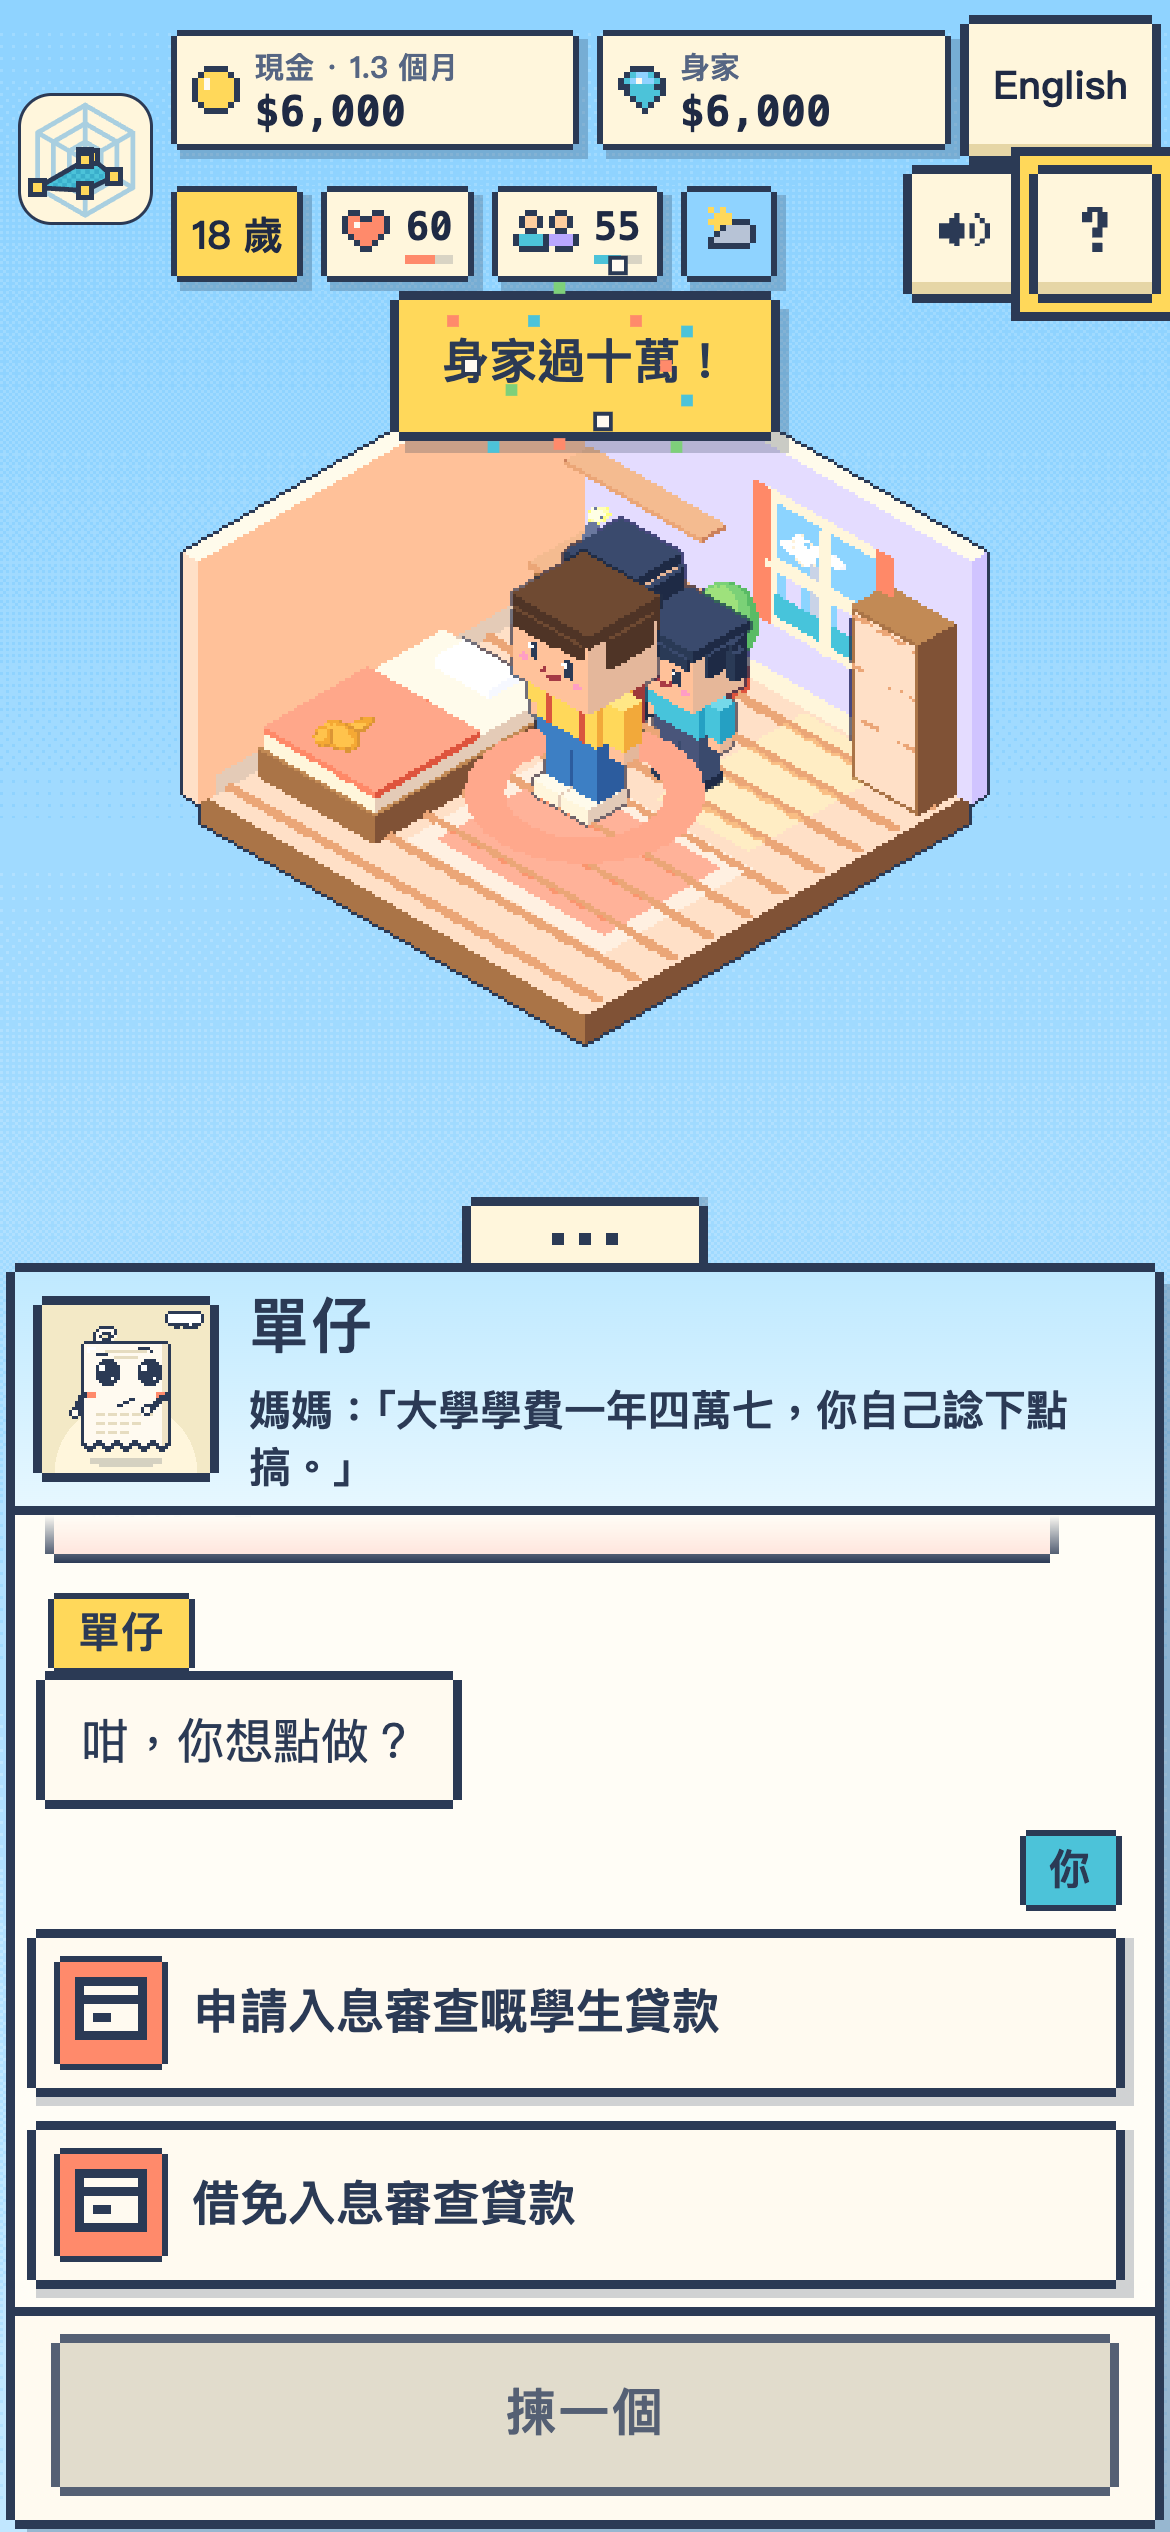 現金 · 1.3 個月
$6,000
身家
$6,000
English
18 歲
60
55
?
身家過十萬！
...
單仔
媽媽：「大學學費一年四萬七，你自己諗下點
搞。」
單仔
咁，你想點做？
你
申請入息審查嘅學生貸款
借免入息審查貸款
揀一個